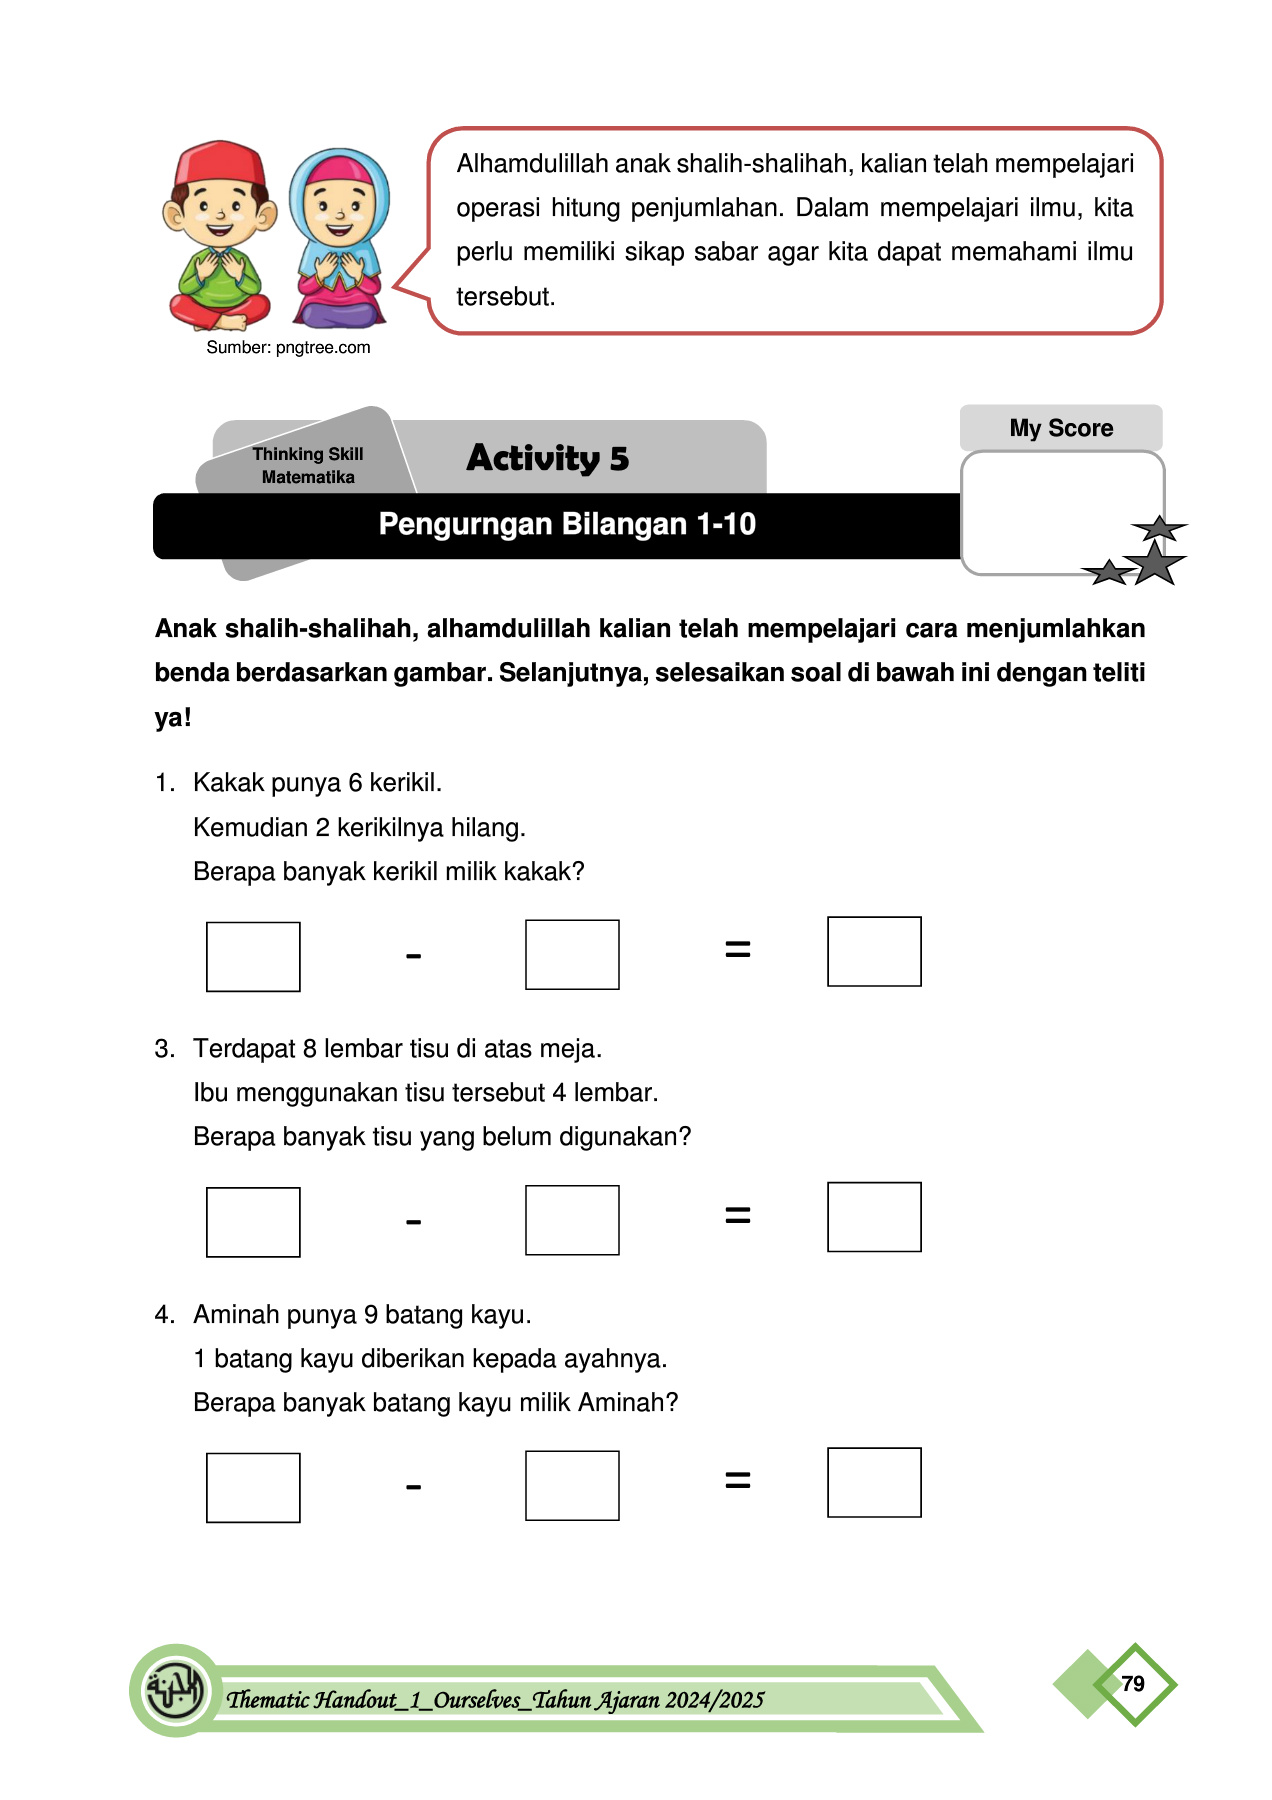 Alhamdulillah anak shalih-shalihah, kalian telah mempelajari
operasi hitung penjumlahan. Dalam mempelajari ilmu, kita
perlu memiliki sikap sabar agar kita dapat memahami ilmu
tersebut.
Sumber: pngtree.com
Thinking Skill
Matematika
Activity 5
My Score
Pengurngan Bilangan 1-10
Anak shalih-shalihah, alhamdulillah kalian telah mempelajari cara menjumlahkan
benda berdasarkan gambar. Selanjutnya, selesaikan soal di bawah ini dengan teliti
ya!
1. Kakak punya 6 kerikil.
Kemudian 2 kerikilnya hilang.
Berapa banyak kerikil milik kakak?
- =
3. Terdapat 8 lembar tisu di atas meja.
Ibu menggunakan tisu tersebut 4 lembar.
Berapa banyak tisu yang belum digunakan?
- =
4. Aminah punya 9 batang kayu.
1 batang kayu diberikan kepada ayahnya.
Berapa banyak batang kayu milik Aminah?
- =
Thematic Handout_1_Ourselves_Tahun Ajaran 2024/2025
79